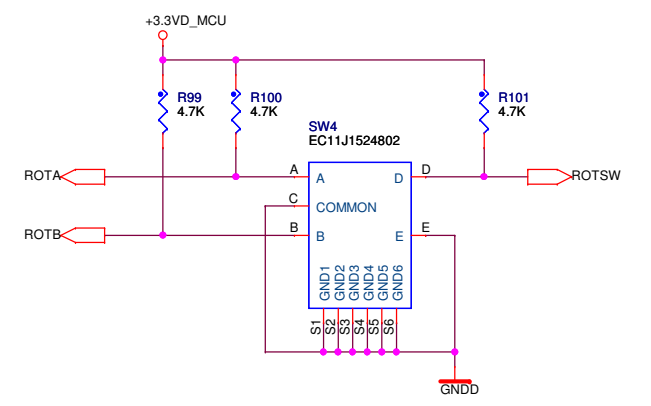 +3.3VD_MCU
R99
4.7K
R100
4.7K
R101
4.7K
SW4
EC11J1524802
ROTA
A
A
D
D
ROTSW
C
COMMON
ROTB
B
B
E
E
GND1
GND2
GND3
GND4
GND5
GND6
S1
S2
S3
S4
S5
S6
GNDD